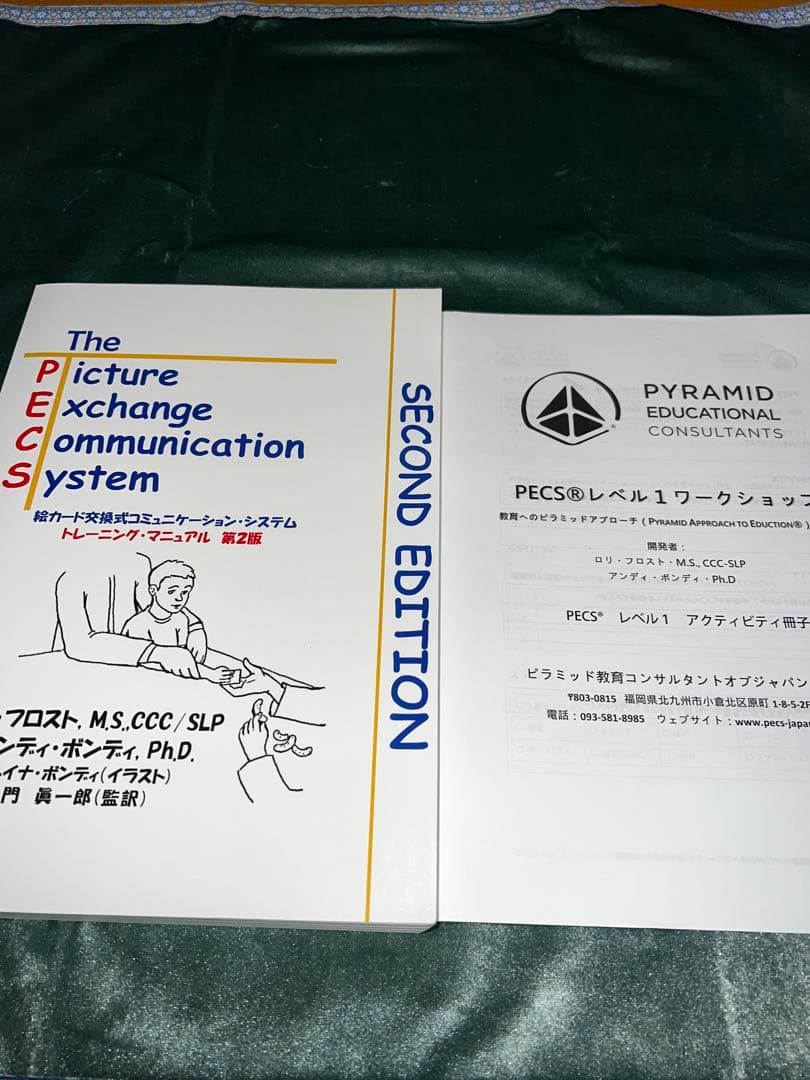 The
Picture
Exchange
Communication
System
絵カード交換式コミュニケーション・システム
トレーニング・マニュアル 第2版
・フロスト, M.S.,CCC/SLP
ンディ・ボンディ, Ph.D.
イナ・ボンディ(イラスト)
門 眞一郎(監訳)
SECOND EDITION
PYRAMID
EDUCATIONAL
CONSULTANTS
PECS®レベル1ワークショップ
教育へのピラミッドアプローチ ( PYRAMID APPROACH TO EDUCTION® )
開発者：
ロリ・フロスト・M.S., CCC-SLP
アンディ・ボンディ・Ph.D
PECS® レベル1 アクティビティ冊子
ピラミッド教育コンサルタントオブジャパン
〒803-0815 福岡県北九州市小倉北区原町 1-8-5-2F
電話：093-581-8985 ウェブサイト：www.pecs-japan